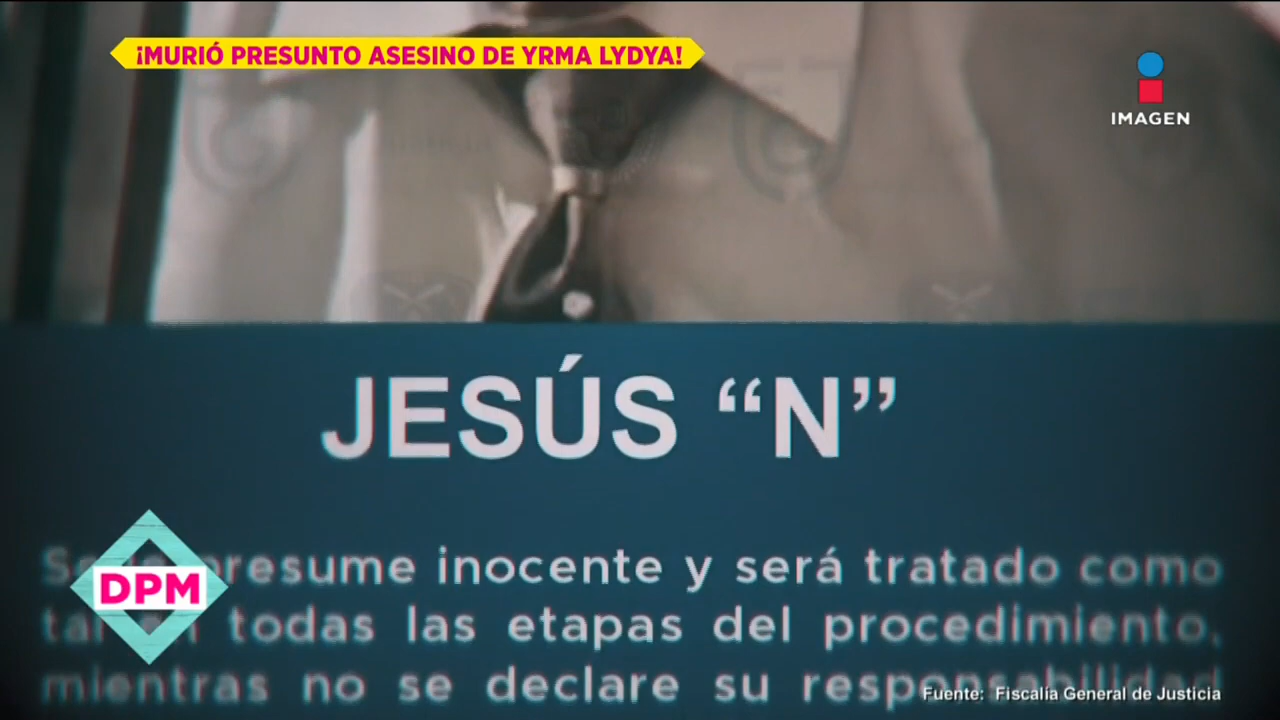 ¡MURIÓ PRESUNTO ASESINO DE YRMA LYDYA!
IMAGEN
JESÚS “N”
presume inocente y será tratado como
todas las etapas del procedimiento,
mientras no se declare su responsabilidad
DPM
Fuente: Fiscalía General de Justicia